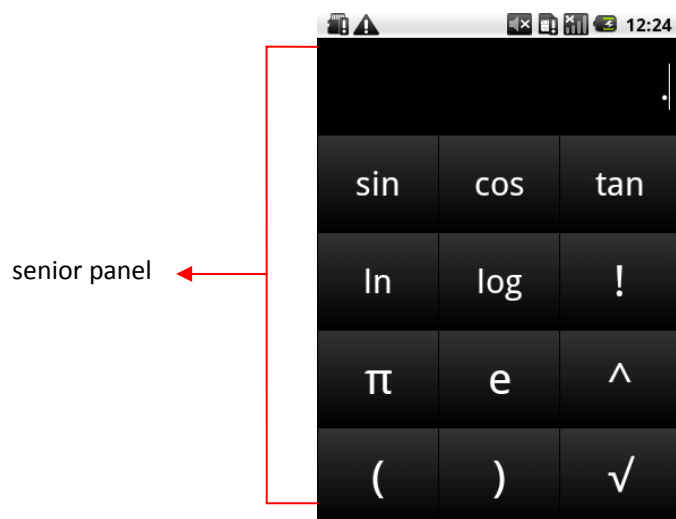 12:24
.
sin cos tan
ln log !
senior panel
π e ^
( ) √